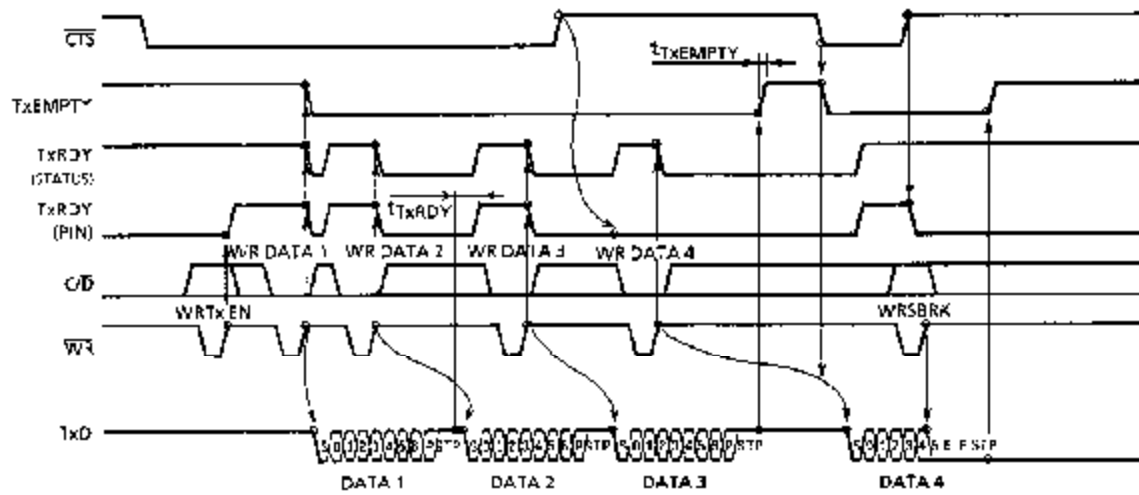 CTS
tTxEMPTY
TxEMPTY
TxRDY
(STATUS)
TxRDY
(PIN)
tTxRDY
WR DATA 1 WR DATA 2 WR DATA 3 WR DATA 4
C/D
WRTxEN WRSBRK
WR
TxD
DATA 1 DATA 2 DATA 3 DATA 4